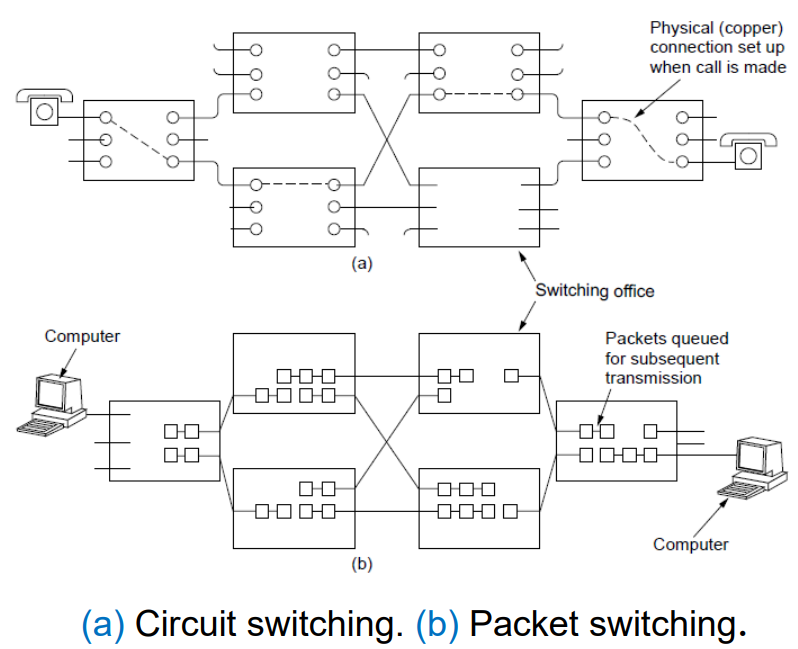 Physical (copper)
connection set up
when call is made
(a)
Switching office
Computer
Packets queued
for subsequent
transmission
Computer
(b)
(a) Circuit switching. (b) Packet switching.